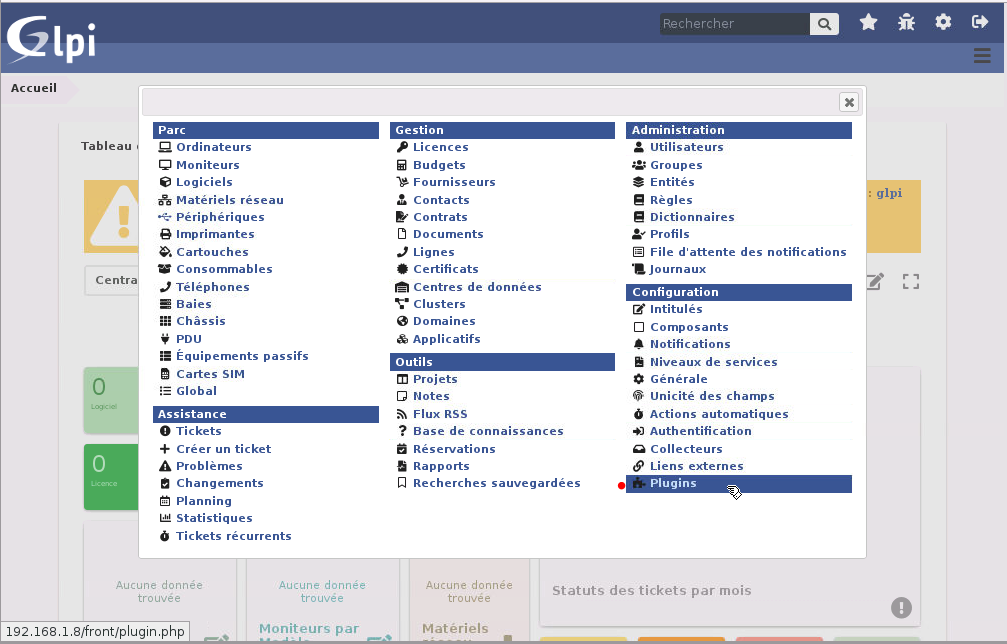 Glpi
Rechercher
Accueil
Tableau
: glpi
Centra
Parc
Ordinateurs
Moniteurs
Logiciels
Matériels réseau
Périphériques
Imprimantes
Cartouches
Consommables
Téléphones
Baies
Châssis
PDU
Équipements passifs
Cartes SIM
Global
Assistance
Tickets
Créer un ticket
Problèmes
Changements
Planning
Statistiques
Tickets récurrents
Gestion
Licences
Budgets
Fournisseurs
Contacts
Contrats
Documents
Lignes
Certificats
Centres de données
Clusters
Domaines
Applicatifs
Outils
Projets
Notes
Flux RSS
Base de connaissances
Réservations
Rapports
Recherches sauvegardées
Administration
Utilisateurs
Groupes
Entités
Règles
Dictionnaires
Profils
File d'attente des notifications
Journaux
Configuration
Intitulés
Composants
Notifications
Niveaux de services
Générale
Unicité des champs
Actions automatiques
Authentification
Collecteurs
Liens externes
Plugins
0
Logiciel
0
Licence
Aucune donnée
trouvée
Aucune donnée
trouvée
Moniteurs par
Modèle
Aucune donnée
trouvée
Matériels
Statuts des tickets par mois
192.168.1.8/front/plugin.php